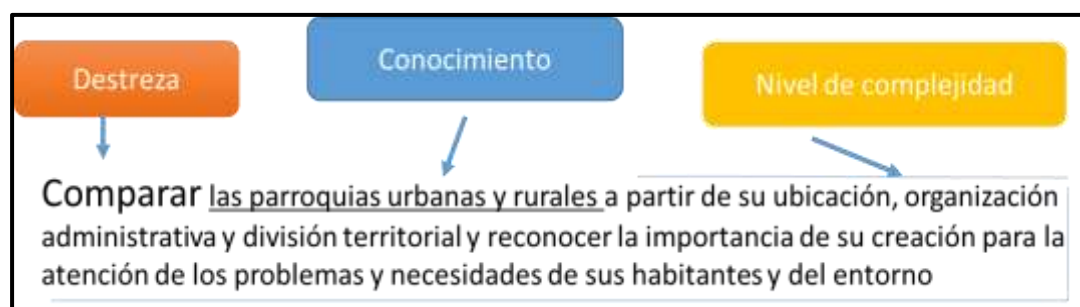 Destreza
Conocimiento
Nivel de complejidad
Comparar las parroquias urbanas y rurales a partir de su ubicación, organización
administrativa y división territorial y reconocer la importancia de su creación para la
atención de los problemas y necesidades de sus habitantes y del entorno